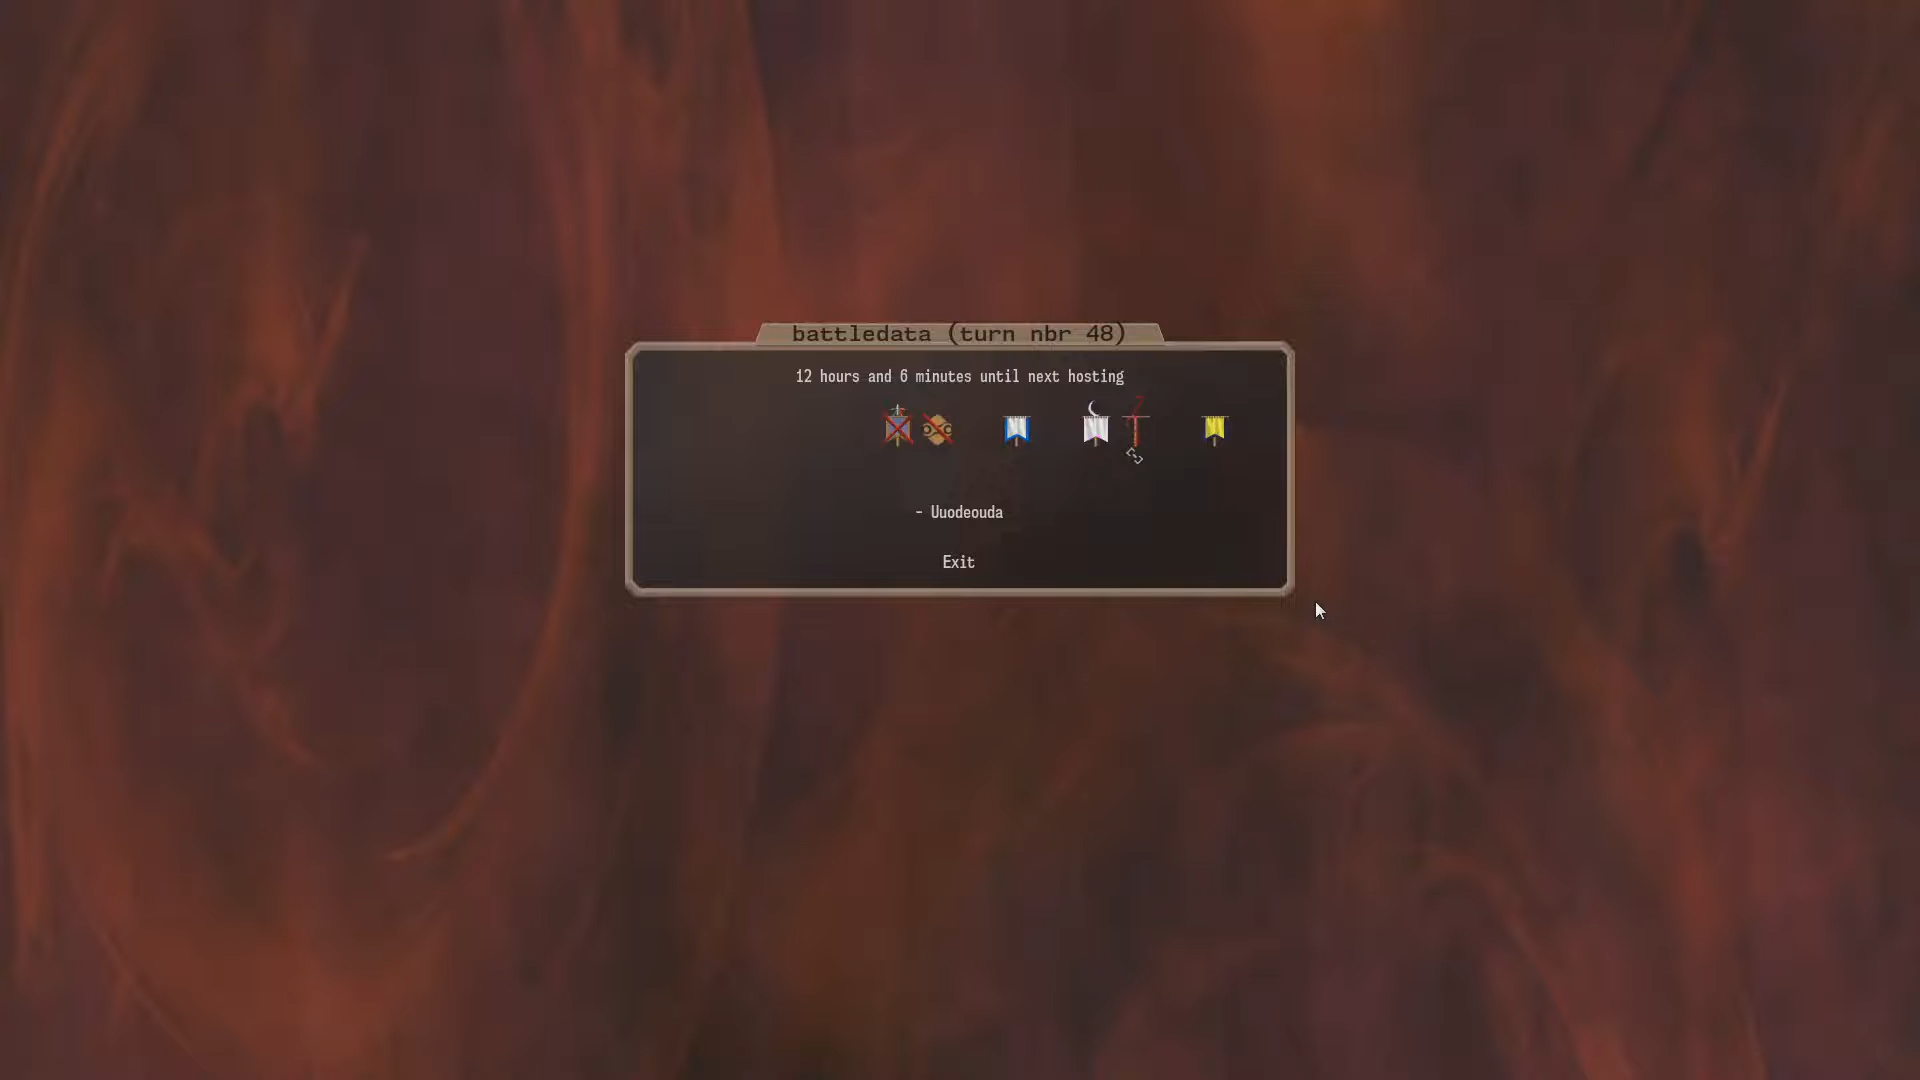 battledata (turn nbr 48)
12 hours and 6 minutes until next hosting
- Uuodeouda
Exit